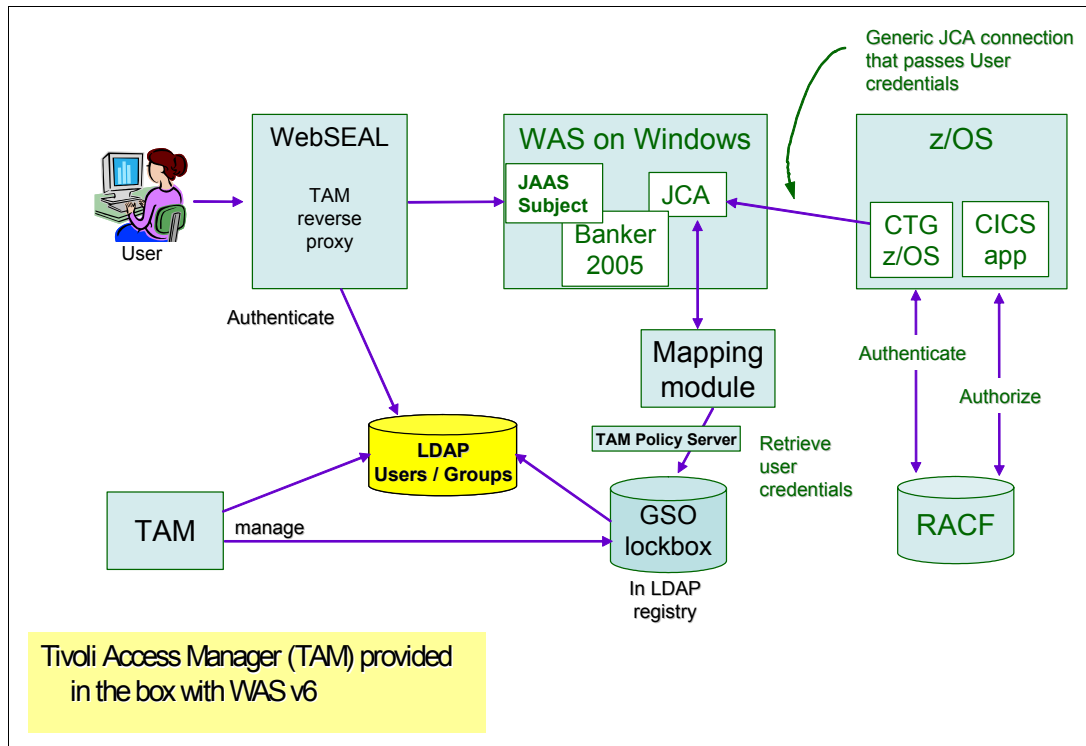 Generic JCA connection
that passes User
credentials
WebSEAL
TAM
reverse
proxy
User
WAS on Windows
JAAS
Subject
JCA
Banker
2005
z/OS
CTG
z/OS
CICS
app
Authenticate
Mapping
module
Authenticate
Authorize
TAM Policy Server
Retrieve
user
credentials
LDAP
Users / Groups
TAM
manage
GSO
lockbox
In LDAP
registry
RACF
Tivoli Access Manager (TAM) provided
in the box with WAS v6